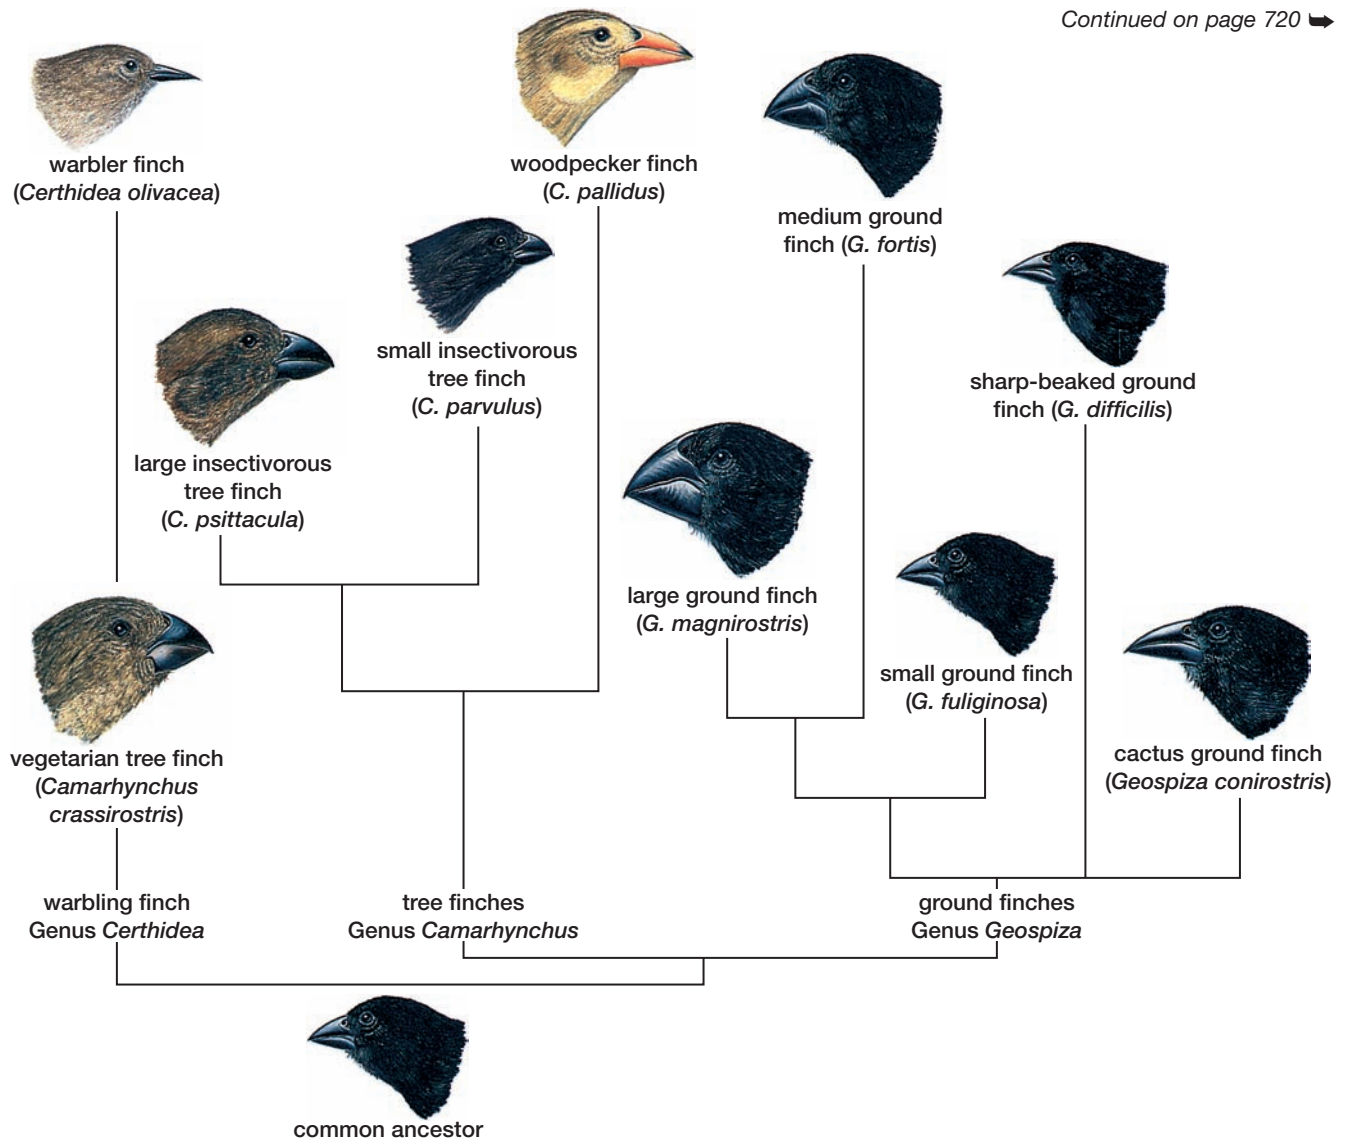 Continued on page 720
warbler finch
(Certhidea olivacea)
woodpecker finch
(C. pallidus)
medium ground
finch (G. fortis)
small insectivorous
tree finch
(C. parvulus)
sharp-beaked ground
finch (G. difficilis)
large insectivorous
tree finch
(C. psittacula)
large ground finch
(G. magnirostris)
small ground finch
(G. fuliginosa)
cactus ground finch
(Geospiza conirostris)
vegetarian tree finch
(Camarhynchus
crassirostris)
warbling finch
Genus Certhidea
tree finches
Genus Camarhynchus
ground finches
Genus Geospiza
common ancestor